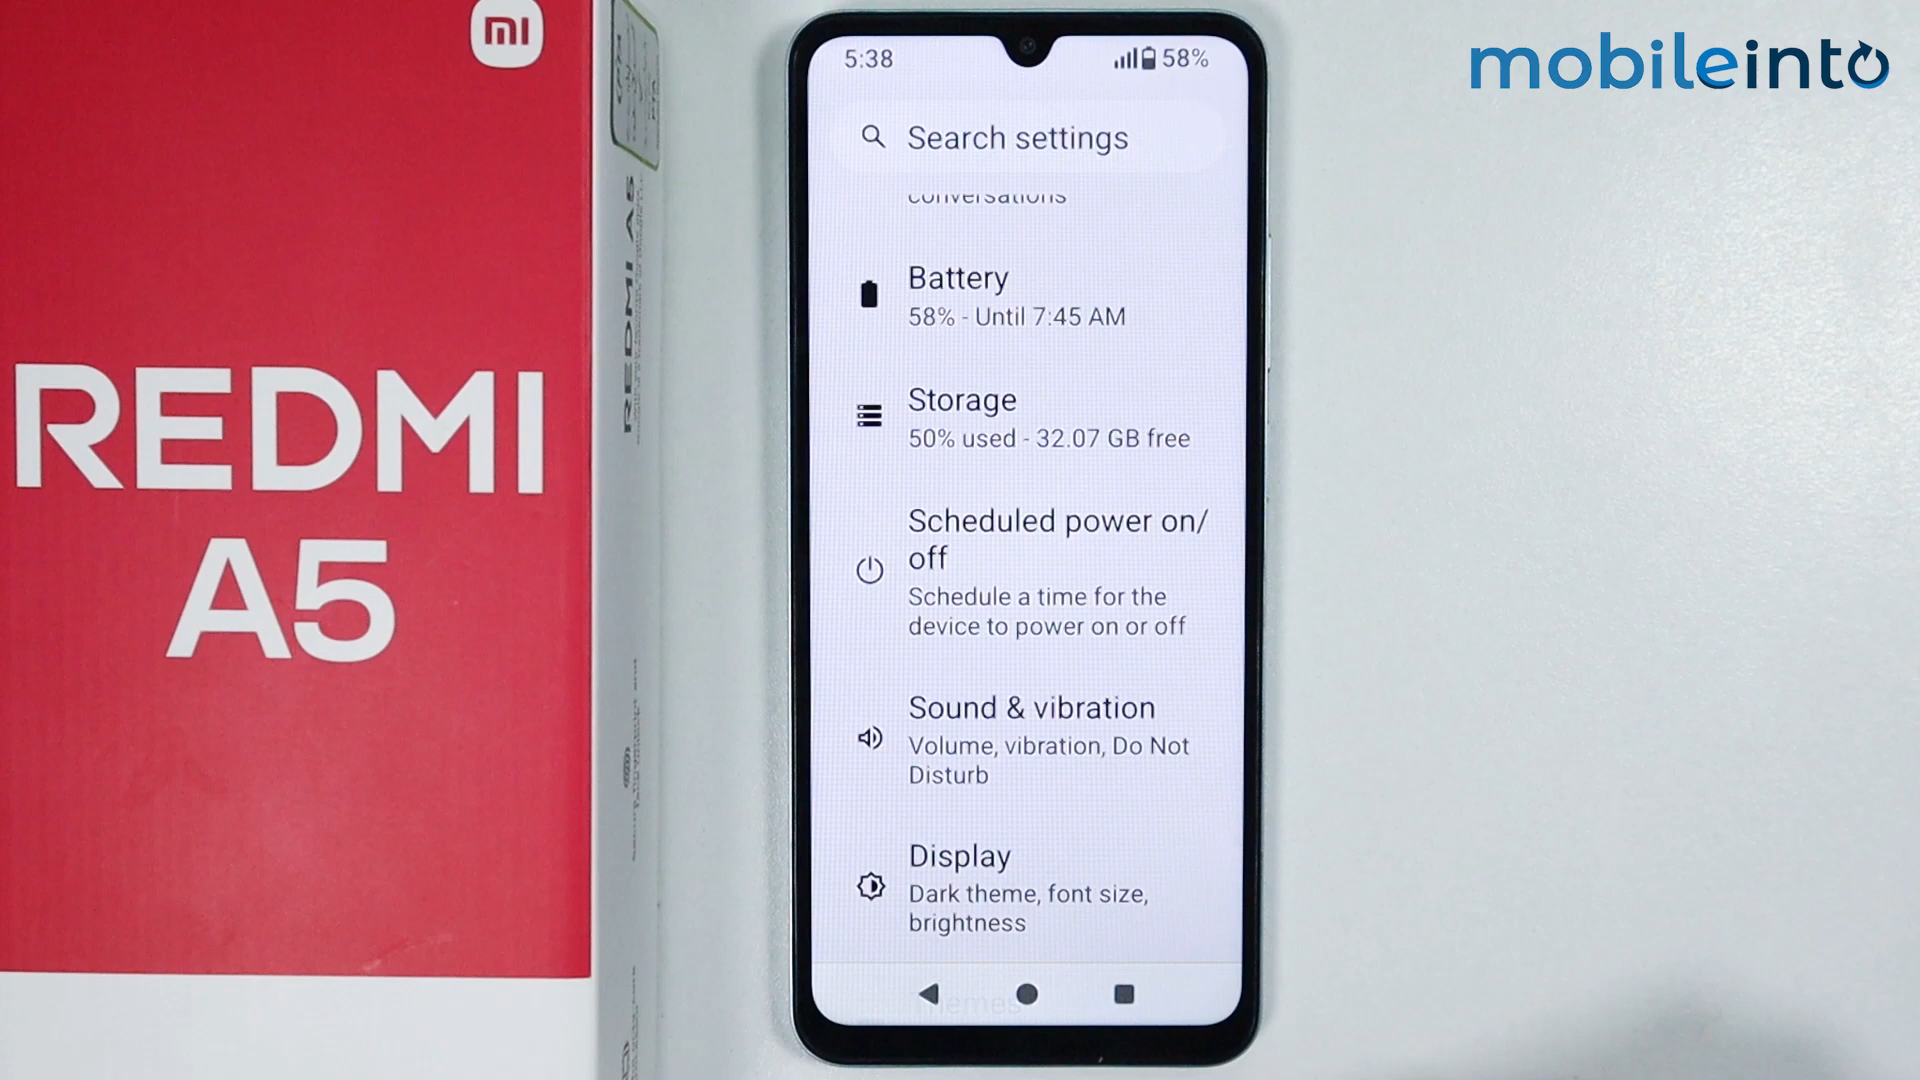 mi
REDMI
A5
REDMI A5
mobileinto
5:38
58%
Search settings
conversations
Battery
58% - Until 7:45 AM
Storage
50% used - 32.07 GB free
Scheduled power on/
off
Schedule a time for the
device to power on or off
Sound & vibration
Volume, vibration, Do Not
Disturb
Display
Dark theme, font size,
brightness
Themes